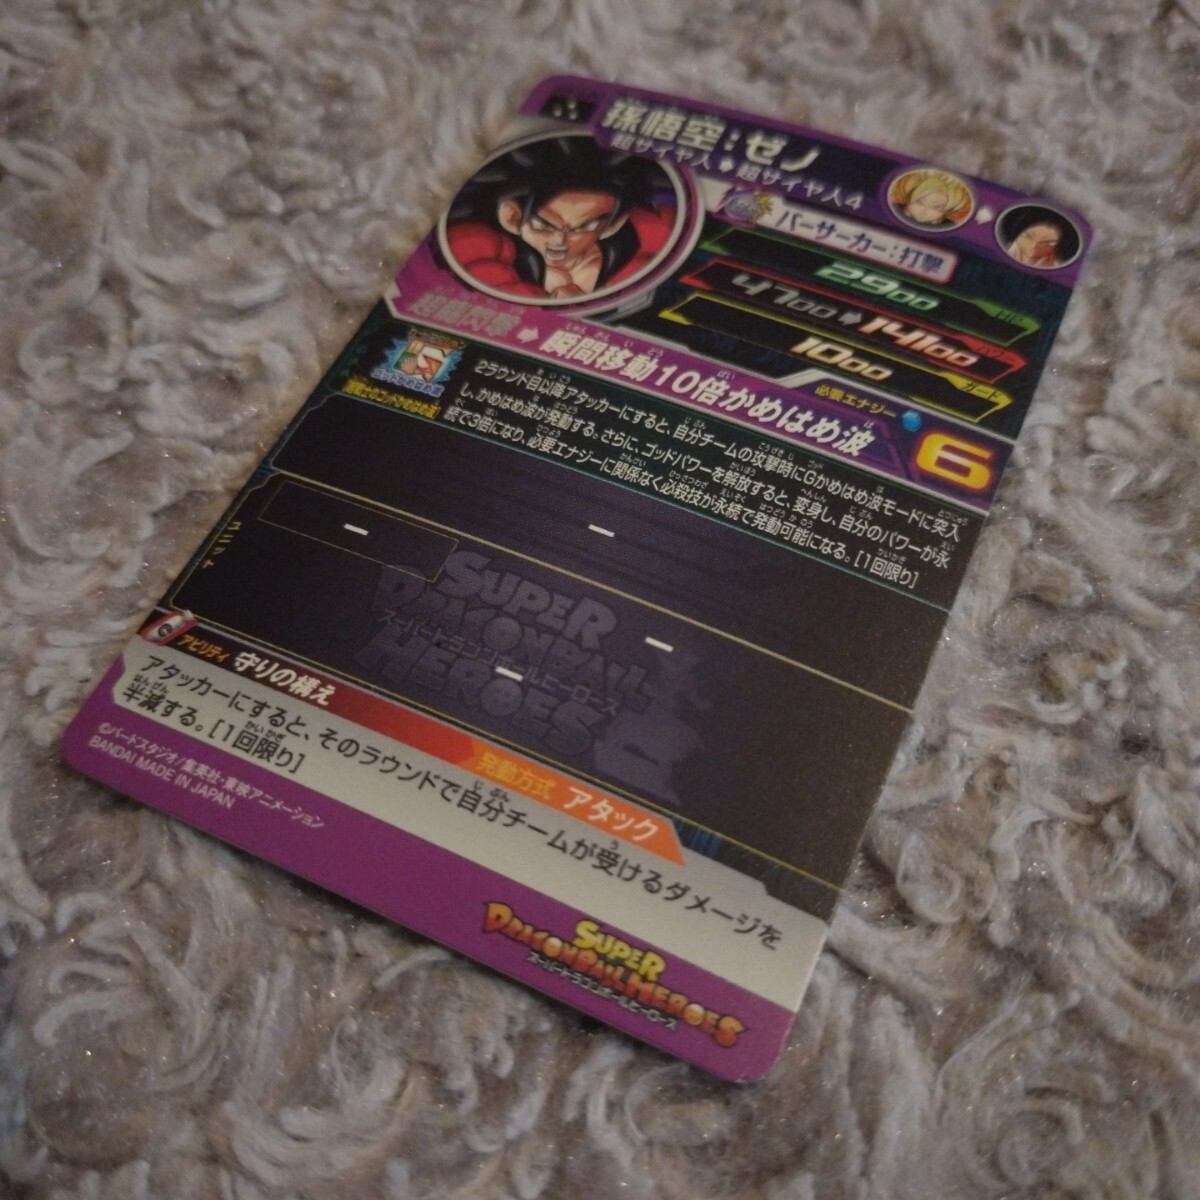 孫悟空:ゼノ
超サイヤ人 超サイヤ人4
バーサーカー:打撃
2900
4700 14100
パワー
1000
ガード
瞬間移動10倍かめはめ波
必要エナジー
6
2ラウンド目以降アタッカーにすると、自分チームの攻撃時にGかめはめ波モードに突入
し、かめはめ波が発動する。さらに、ゴッドパワーを解放すると、変身し、自分のパワーが永
続で3倍になり、必要エナジーに関係なく必殺技が永続で発動可能になる。[1回限り]
ユニット
SUPER
DRAGONBALL
スーパードラゴンボールヒーローズ
HEROES
アビリティ 守りの構え
発動方式 アタック
アタッカーにすると、そのラウンドで自分チームが受けるダメージを
半減する。[1回限り]
©バードスタジオ/集英社・東映アニメーション
BANDAI MADE IN JAPAN
SUPER
DRAGONBALL HEROES
スーパードラゴンボールヒーローズ